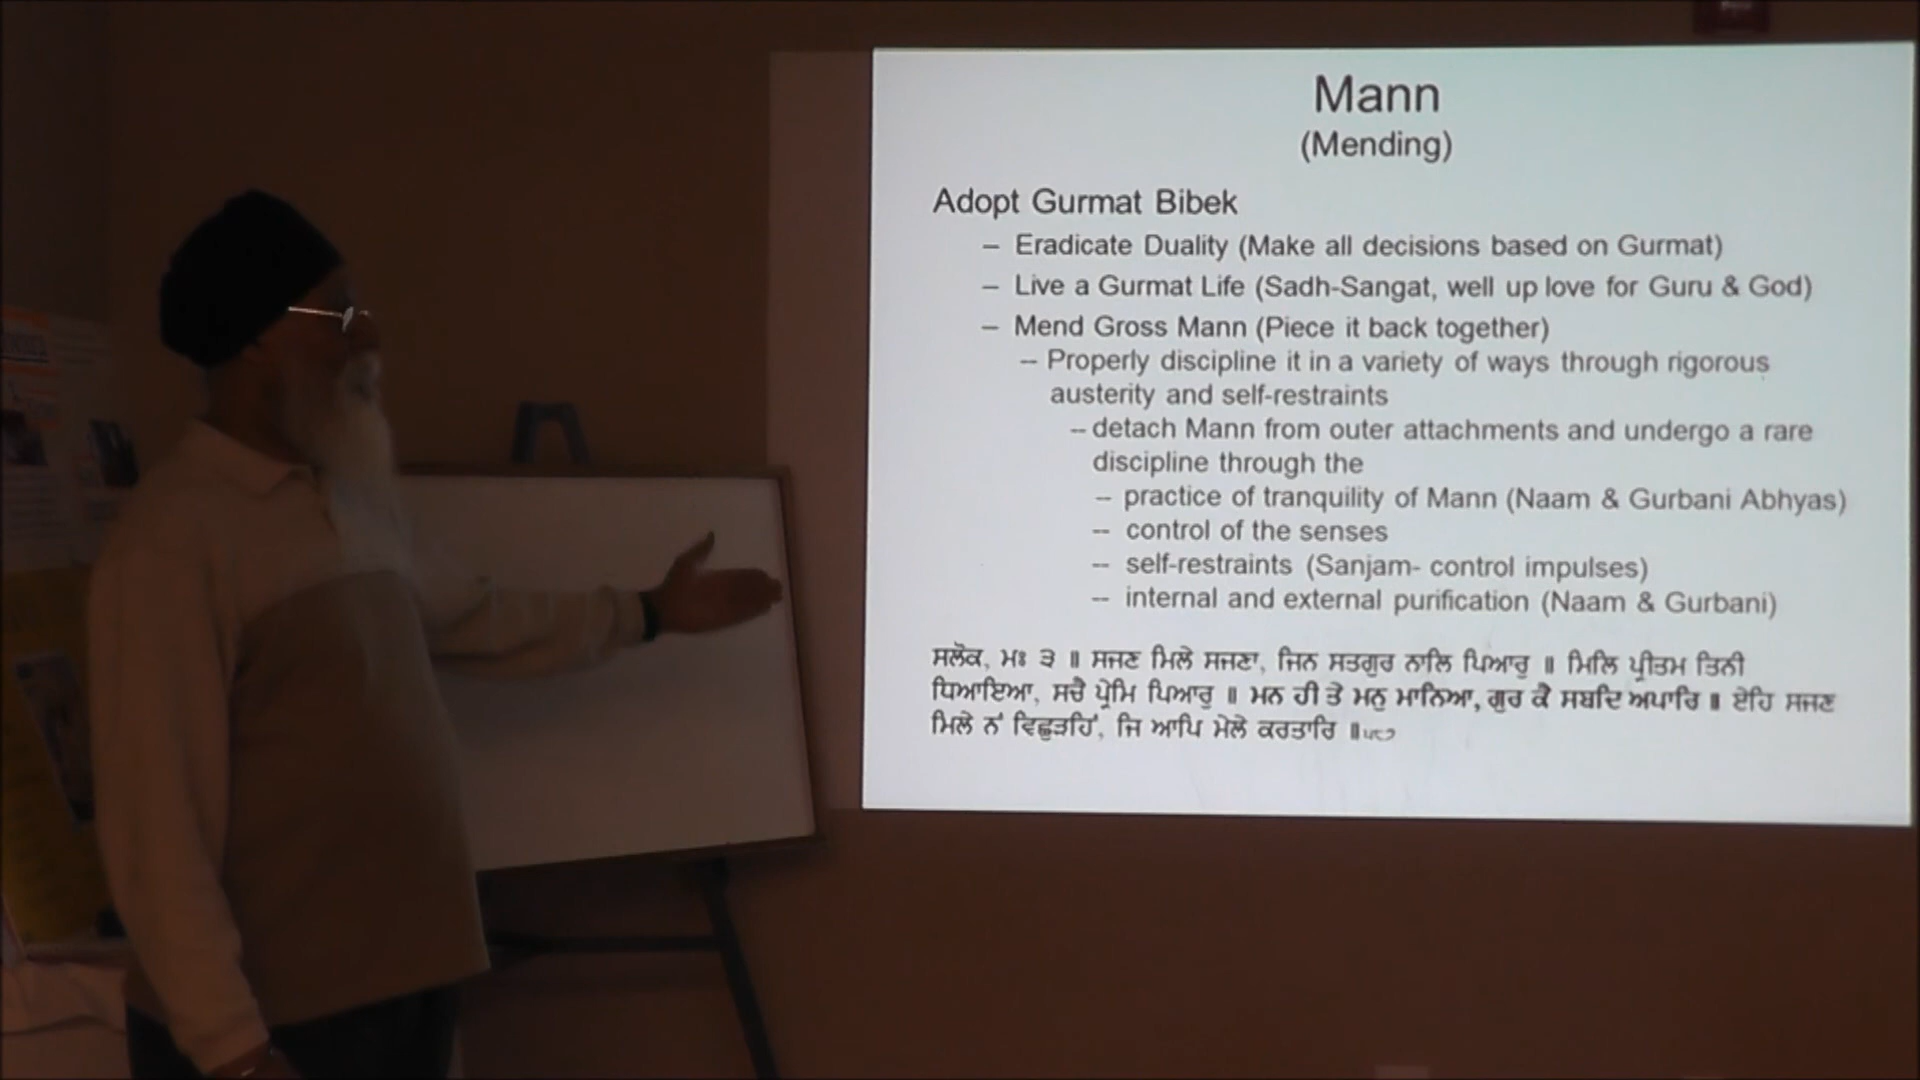 Mann
(Mending)
Adopt Gurmat Bibek
– Eradicate Duality (Make all decisions based on Gurmat)
– Live a Gurmat Life (Sadh-Sangat, well up love for Guru & God)
– Mend Gross Mann (Piece it back together)
-- Properly discipline it in a variety of ways through rigorous
austerity and self-restraints
-- detach Mann from outer attachments and undergo a rare
discipline through the
-- practice of tranquility of Mann (Naam & Gurbani Abhyas)
-- control of the senses
-- self-restraints (Sanjam- control impulses)
-- internal and external purification (Naam & Gurbani)
ਸਲੋਕ, ਮਃ ੩ ॥ ਸਜਣ ਮਿਲੇ ਸਜਣਾ, ਜਿਨ ਸਤਗੁਰ ਨਾਲਿ ਪਿਆਰੁ ॥ ਮਿਲਿ ਪ੍ਰੀਤਮ ਤਿਨੀ
ਧਿਆਇਆ, ਸਚੈ ਪ੍ਰੇਮਿ ਪਿਆਰੁ ॥ ਮਨ ਹੀ ਤੇ ਮਨੁ ਮਾਨਿਆ, ਗੁਰ ਕੈ ਸਬਦਿ ਅਪਾਰਿ ॥ ਏਹਿ ਸਜਣ
ਮਿਲੇ ਨਾਂ ਵਿਛੁੜਹਿਂ, ਜਿ ਆਪਿ ਮੇਲੇ ਕਰਤਾਰਿ ॥੫੮੭